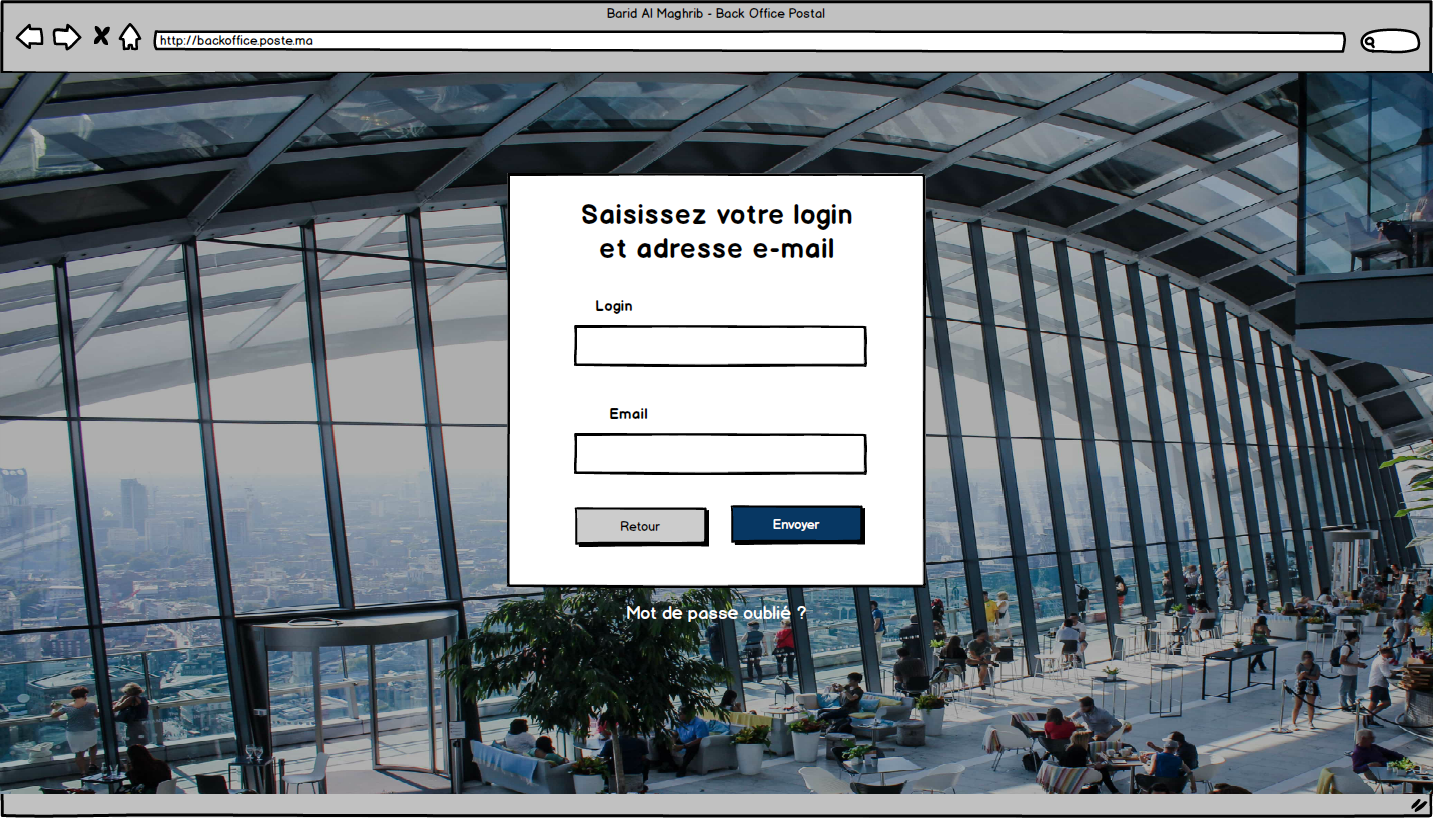 Barid Al Maghrib - Back Office Postal
http://backoffice.poste.ma
Saisissez votre login
et adresse e-mail
Login
Email
Retour
Envoyer
Mot de passe oublié ?